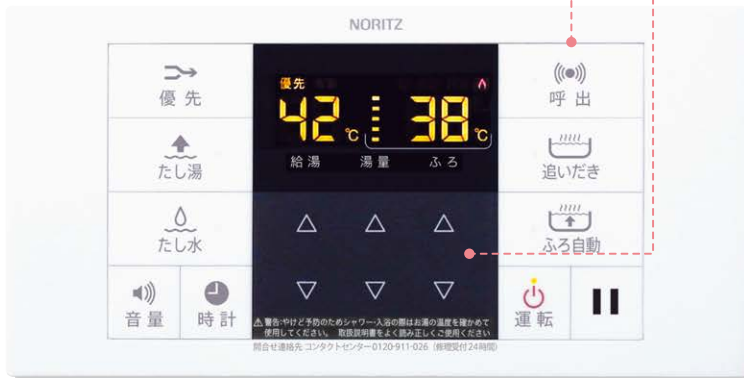 NORITZ
優先
呼出
優先
42℃
38℃
給湯
湯量
ふろ
たし湯
追いだき
たし水
ふろ自動
音量
時計
運転
警告:やけど予防のためシャワー・入浴の際はお湯の温度を確かめて
使用してください。 取扱説明書をよく読み正しくご使用ください
問合せ連絡先 コンタクトセンター0120-911-026 (修理受付24時間)